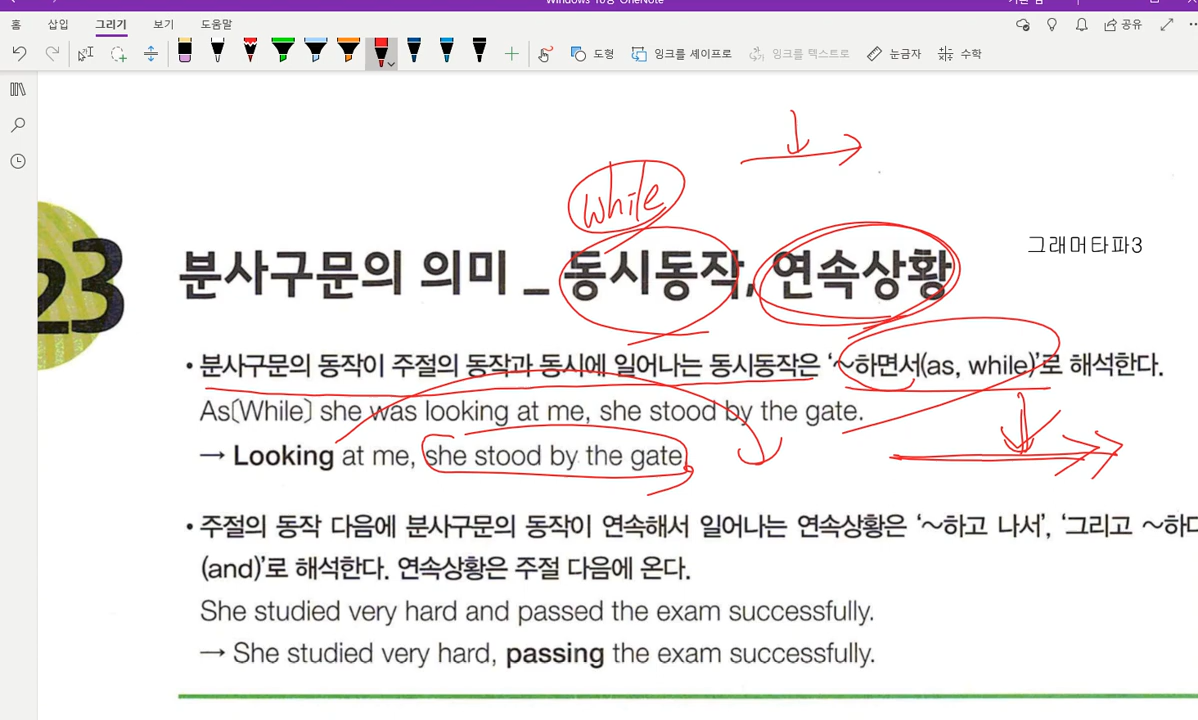 Windows 10용 OneNote
홈 삽입 그리기 보기 도움말
공유
도형 잉크를 셰이프로 잉크를 텍스트로 눈금자 수학
while
그래머타파3
23 분사구문의 의미 _ 동시동작, 연속상황
• 분사구문의 동작이 주절의 동작과 동시에 일어나는 동시동작은 ‘~하면서(as, while)’로 해석한다.
As(While) she was looking at me, she stood by the gate.
→ Looking at me, she stood by the gate.
• 주절의 동작 다음에 분사구문의 동작이 연속해서 일어나는 연속상황은 ‘~하고 나서’, ‘그리고 ~하다
(and)’로 해석한다. 연속상황은 주절 다음에 온다.
She studied very hard and passed the exam successfully.
→ She studied very hard, passing the exam successfully.